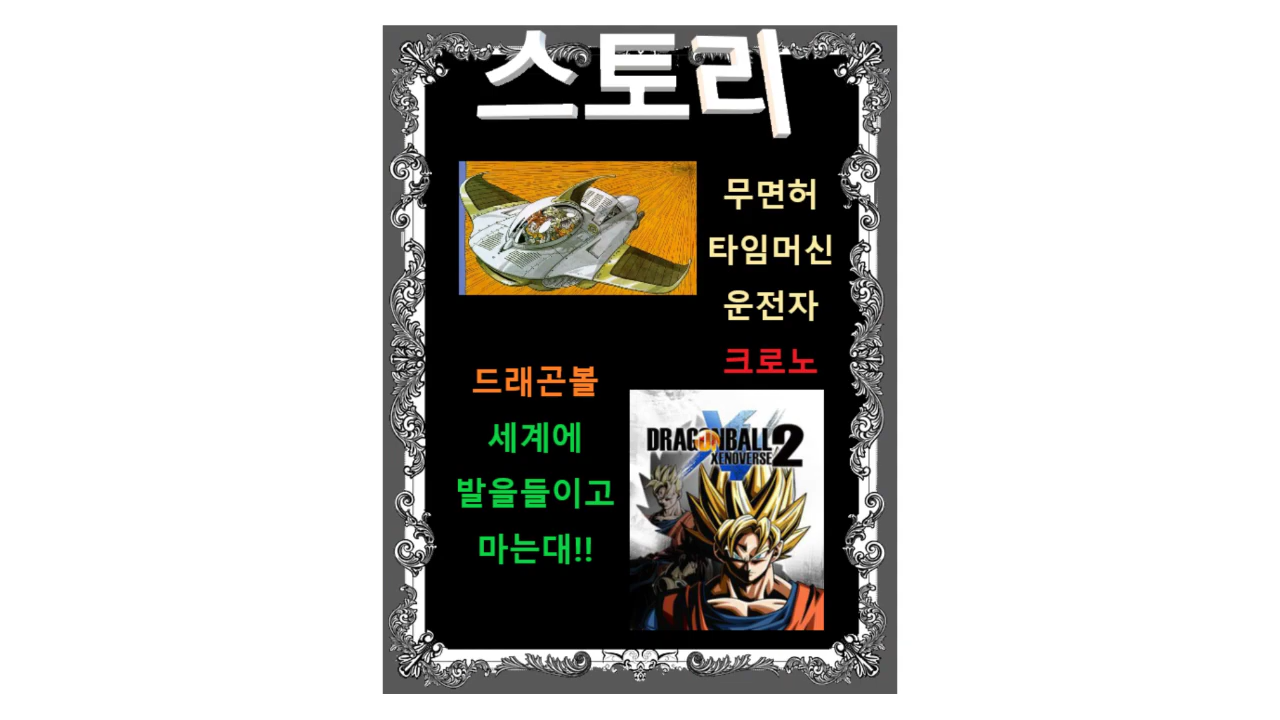 스토리
무면허
타임머신
운전자
크로노
드래곤볼
세계에
발을들이고
마는대!!
DRAGONBALL
XENOVERSE 2